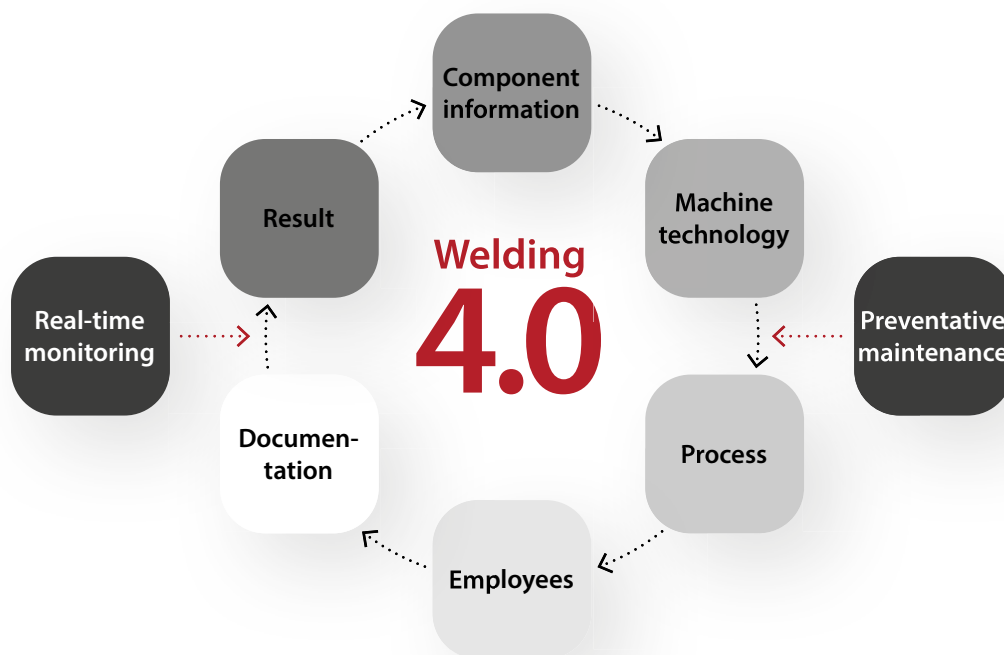 Component
information
Machine
technology
Result
Welding
4.0
Real-time
monitoring
Preventative
maintenance
Documen-
tation
Process
Employees